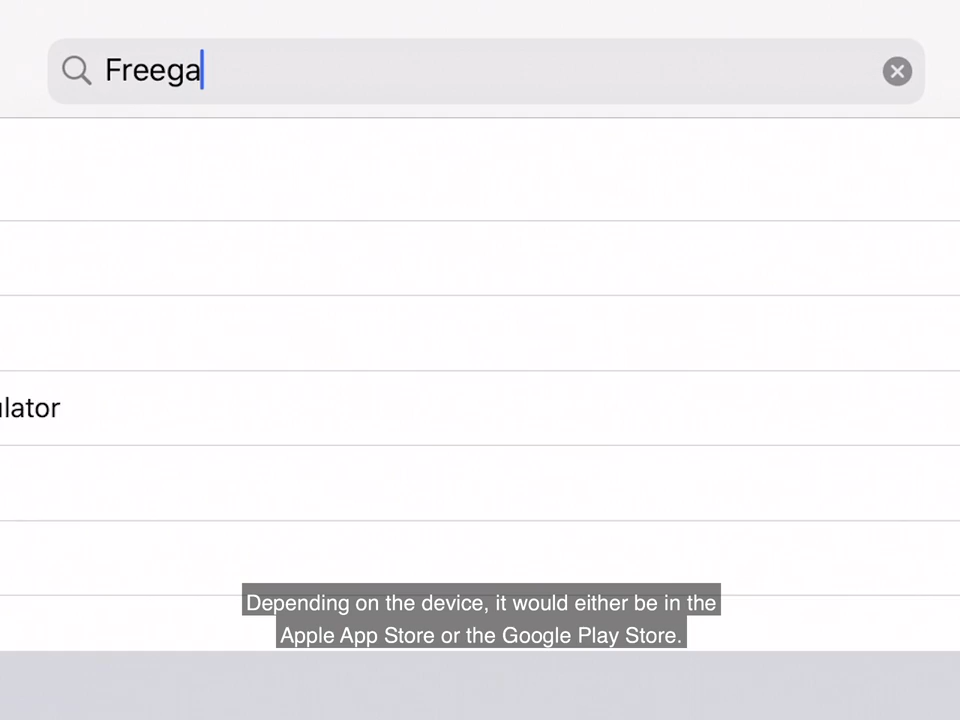 Freega
ulator
Depending on the device, it would either be in the
Apple App Store or the Google Play Store.